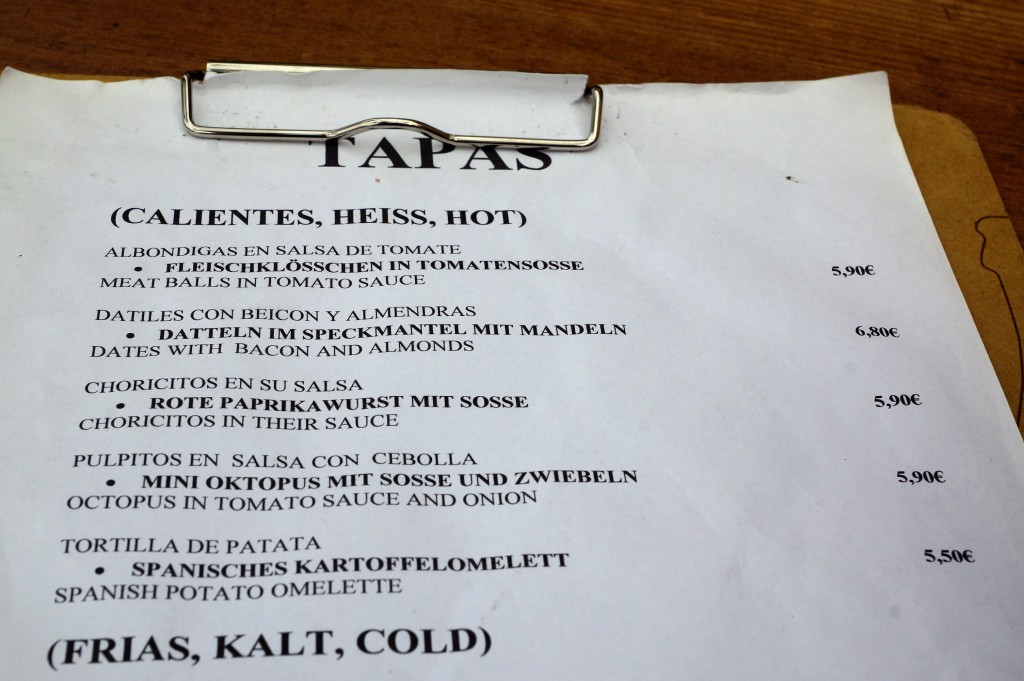 TAPAS
(CALIENTES, HEISS, HOT)
ALBONDIGAS EN SALSA DE TOMATE
• FLEISCHKLÖSSCHEN IN TOMATENSOSSE 5,90€
MEAT BALLS IN TOMATO SAUCE
DATILES CON BEICON Y ALMENDRAS
• DATTELN IM SPECKMANTEL MIT MANDELN 6,80€
DATES WITH BACON AND ALMONDS
CHORICITOS EN SU SALSA
• ROTE PAPRIKAWURST MIT SOSSE 5,90€
CHORICITOS IN THEIR SAUCE
PULPITOS EN SALSA CON CEBOLLA
• MINI OKTOPUS MIT SOSSE UND ZWIEBELN 5,90€
OCTOPUS IN TOMATO SAUCE AND ONION
TORTILLA DE PATATA
• SPANISCHES KARTOFFELOMELETT 5,50€
SPANISH POTATO OMELETTE
(FRIAS, KALT, COLD)